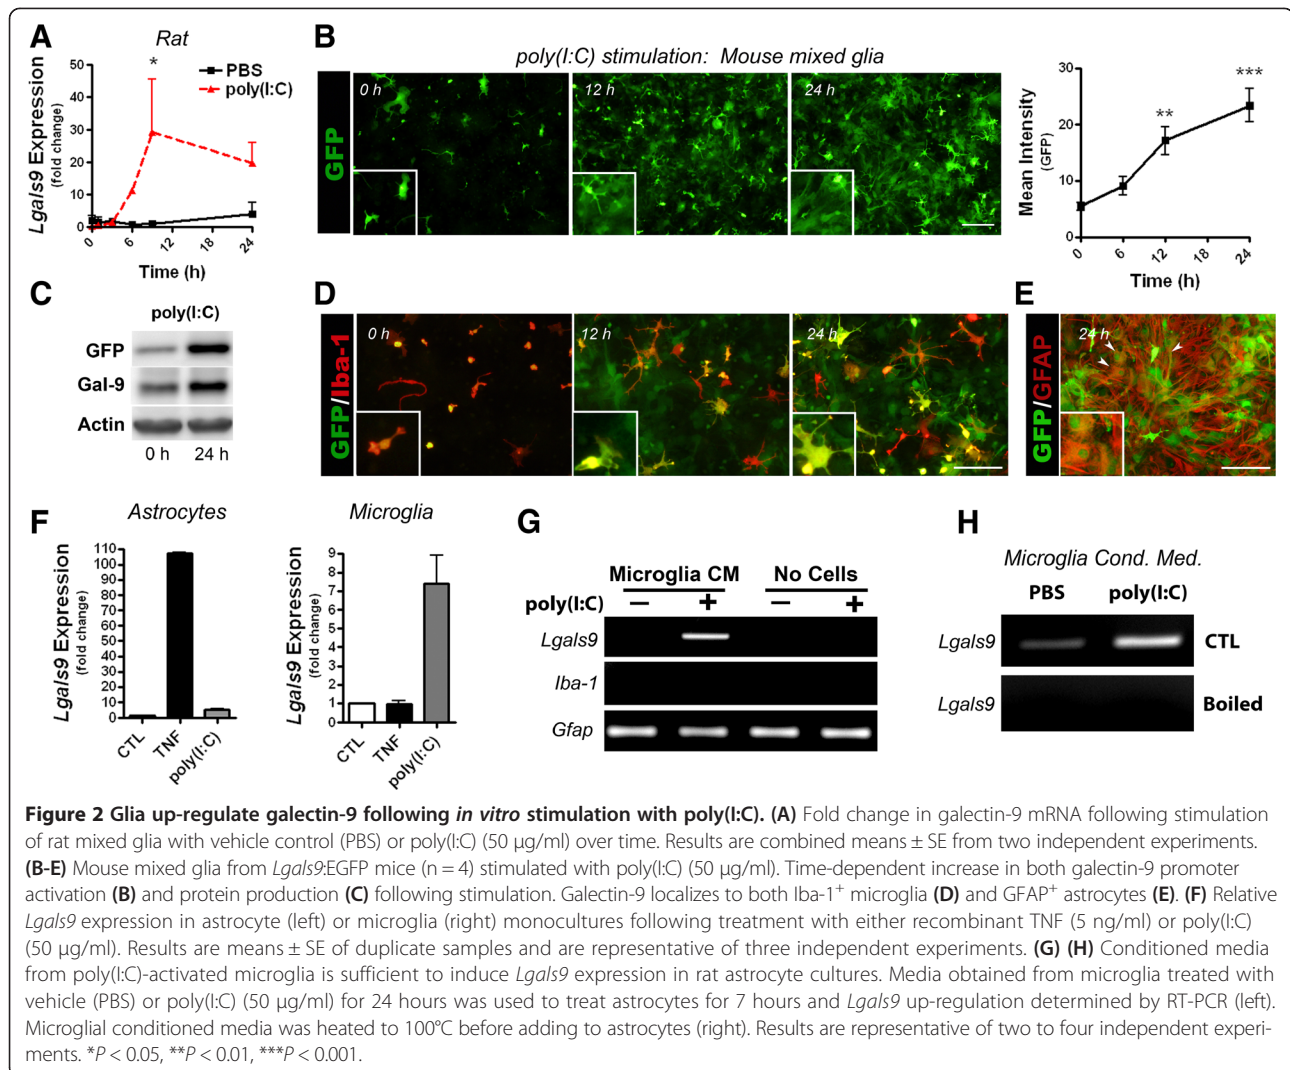 A
Rat
Lgals9 Expression
(fold change)
50
40
30
20
10
0
*
PBS
poly(I:C)
0
6
12
18
24
Time (h)
B
poly(I:C) stimulation: Mouse mixed glia
GFP
0 h
12 h
24 h
Mean Intensity
(GFP)
30
20
10
0
**
***
0
6
12
18
24
Time (h)
C
poly(I:C)
GFP
Gal-9
Actin
0 h 24 h
D
GFP/Iba-1
0 h
12 h
24 h
E
GFP/GFAP
24 h
F
Astrocytes
Lgals9 Expression
(fold change)
110
100
90
80
70
60
50
40
30
20
10
0
CTL
TNF
poly(I:C)
Microglia
Lgals9 Expression
(fold change)
9
8
7
6
5
4
3
2
1
0
CTL
TNF
poly(I:C)
G
Microglia CM No Cells
poly(I:C) − + − +
Lgals9
Iba-1
Gfap
H
Microglia Cond. Med.
PBS poly(I:C)
Lgals9 CTL
Lgals9 Boiled
Figure 2 Glia up-regulate galectin-9 following in vitro stimulation with poly(I:C). (A) Fold change in galectin-9 mRNA following stimulation
of rat mixed glia with vehicle control (PBS) or poly(I:C) (50 μg/ml) over time. Results are combined means ± SE from two independent experiments.
(B-E) Mouse mixed glia from Lgals9:EGFP mice (n = 4) stimulated with poly(I:C) (50 μg/ml). Time-dependent increase in both galectin-9 promoter
activation (B) and protein production (C) following stimulation. Galectin-9 localizes to both Iba-1⁺ microglia (D) and GFAP⁺ astrocytes (E). (F) Relative
Lgals9 expression in astrocyte (left) or microglia (right) monocultures following treatment with either recombinant TNF (5 ng/ml) or poly(I:C)
(50 μg/ml). Results are means ± SE of duplicate samples and are representative of three independent experiments. (G) (H) Conditioned media
from poly(I:C)-activated microglia is sufficient to induce Lgals9 expression in rat astrocyte cultures. Media obtained from microglia treated with
vehicle (PBS) or poly(I:C) (50 μg/ml) for 24 hours was used to treat astrocytes for 7 hours and Lgals9 up-regulation determined by RT-PCR (left).
Microglial conditioned media was heated to 100°C before adding to astrocytes (right). Results are representative of two to four independent experi-
ments. *P < 0.05, **P < 0.01, ***P < 0.001.